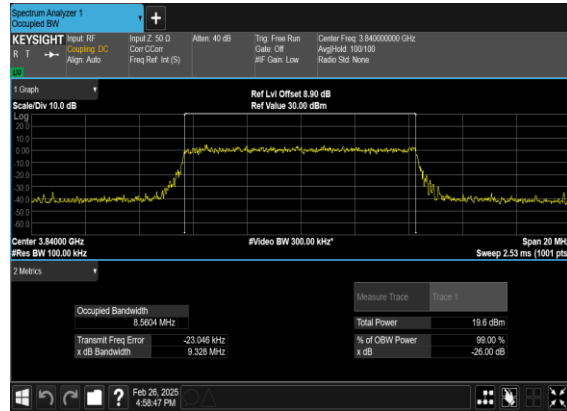 Spectrum Analyzer 1
Occupied BW
KEYSIGHT Input: RF Input Z: 50 Ω Atten: 40 dB Trig: Free Run Center Freq: 3.840000000 GHz
R T Coupling: DC Corr CCorr Gate: Off Avg|Hold: 100/100
Align: Auto Freq Ref: Int (S) #IF Gain: Low Radio Std: None
1 Graph Ref Lvl Offset 8.90 dB
Scale/Div 10.0 dB Ref Value 30.00 dBm
Log
20.0
10.0
0.00
-10.0
-20.0
-30.0
-40.0
-50.0
-60.0
Center 3.84000 GHz #Video BW 300.00 kHz* Span 20 MHz
#Res BW 100.00 kHz Sweep 2.53 ms (1001 pts)
2 Metrics
Measure Trace Trace 1
Occupied Bandwidth
8.5604 MHz Total Power 19.6 dBm
Transmit Freq Error -23.046 kHz % of OBW Power 99.00 %
x dB Bandwidth 9.328 MHz x dB -26.00 dB
? Feb 26, 2025
4:58:47 PM